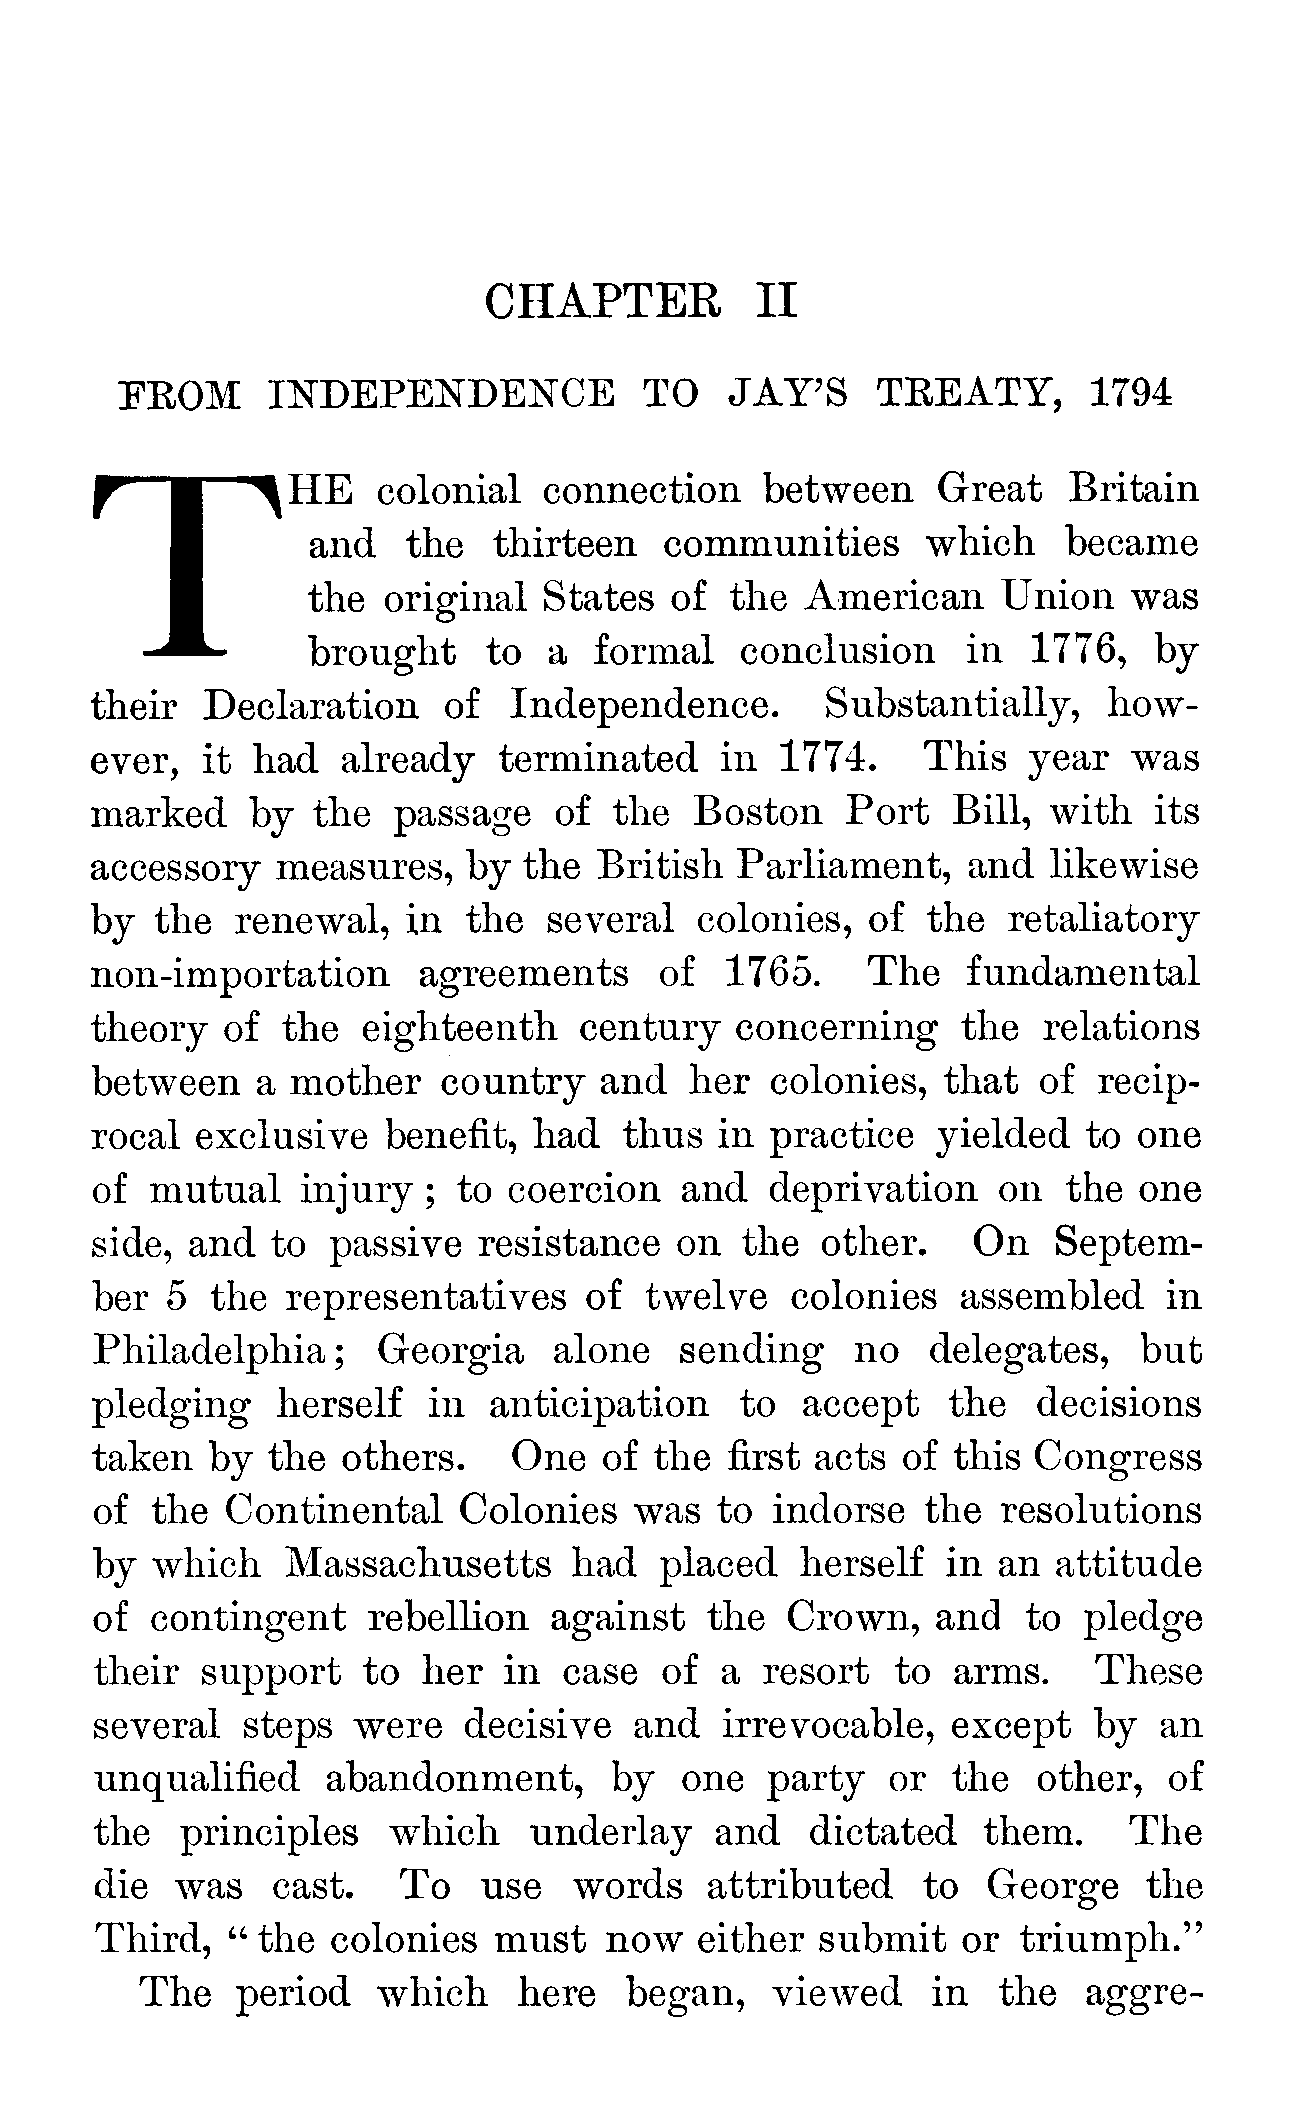 CHAPTER II
FROM INDEPENDENCE TO JAY'S TREATY, 1794
THE colonial connection between Great Britain
and the thirteen communities which became
the original States of the American Union was
brought to a formal conclusion in 1776, by
their Declaration of Independence. Substantially, how-
ever, it had already terminated in 1774. This year was
marked by the passage of the Boston Port Bill, with its
accessory measures, by the British Parliament, and likewise
by the renewal, in the several colonies, of the retaliatory
non-importation agreements of 1765. The fundamental
theory of the eighteenth century concerning the relations
between a mother country and her colonies, that of recip-
rocal exclusive benefit, had thus in practice yielded to one
of mutual injury; to coercion and deprivation on the one
side, and to passive resistance on the other. On Septem-
ber 5 the representatives of twelve colonies assembled in
Philadelphia; Georgia alone sending no delegates, but
pledging herself in anticipation to accept the decisions
taken by the others. One of the first acts of this Congress
of the Continental Colonies was to indorse the resolutions
by which Massachusetts had placed herself in an attitude
of contingent rebellion against the Crown, and to pledge
their support to her in case of a resort to arms. These
several steps were decisive and irrevocable, except by an
unqualified abandonment, by one party or the other, of
the principles which underlay and dictated them. The
die was cast. To use words attributed to George the
Third, "the colonies must now either submit or triumph."
The period which here began, viewed in the aggre-